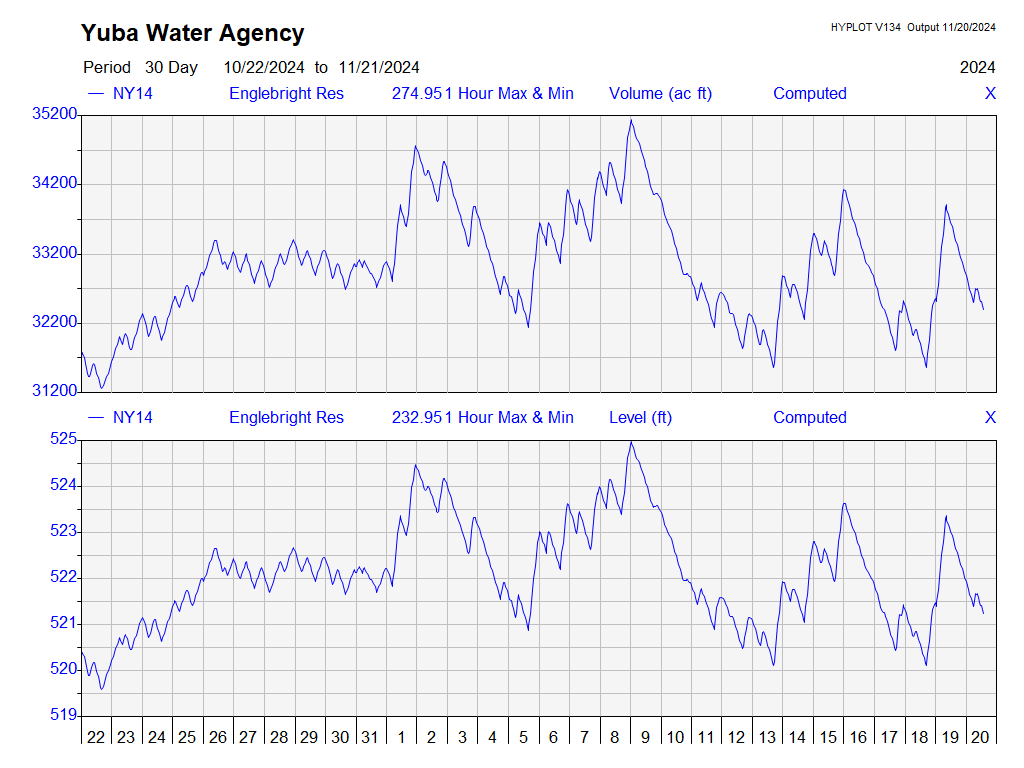 Yuba Water Agency
HYPLOT V134 Output 11/20/2024
Period 30 Day 10/22/2024 to 11/21/2024 2024
NY14 Englebright Res 274.951 Hour Max & Min Volume (ac ft) Computed X
35200
34200
33200
32200
31200
NY14 Englebright Res 232.951 Hour Max & Min Level (ft) Computed X
525
524
523
522
521
520
519
22 23 24 25 26 27 28 29 30 31 1 2 3 4 5 6 7 8 9 10 11 12 13 14 15 16 17 18 19 20